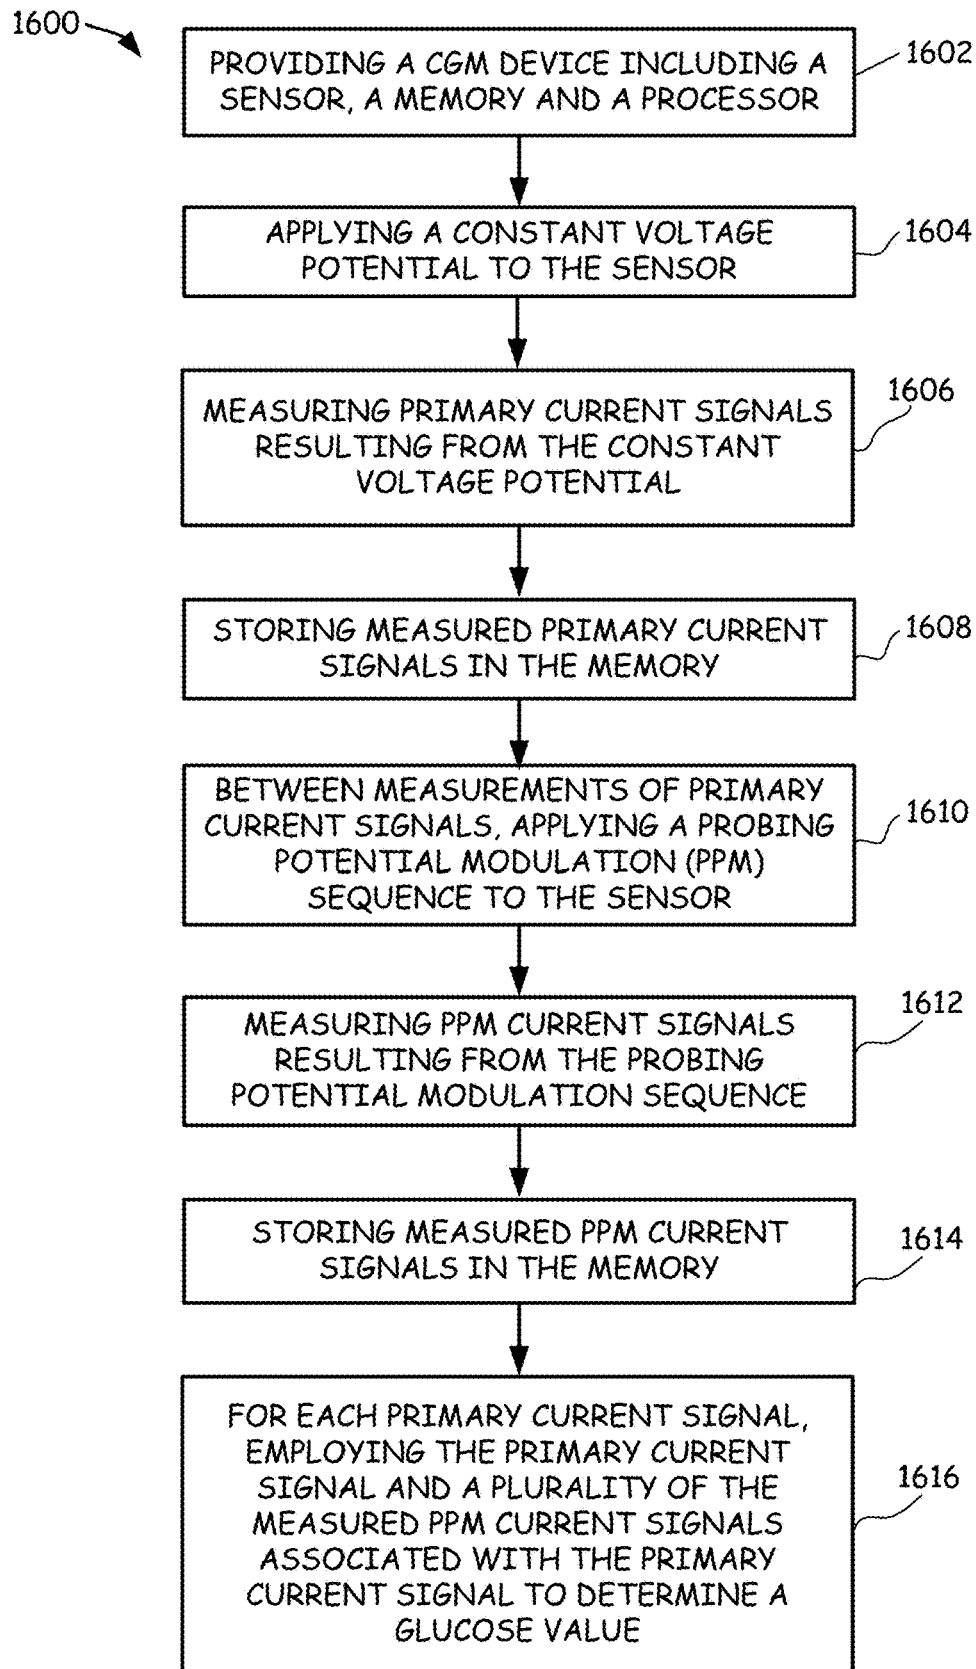 1600
PROVIDING A CGM DEVICE INCLUDING A
SENSOR, A MEMORY AND A PROCESSOR
1602
APPLYING A CONSTANT VOLTAGE
POTENTIAL TO THE SENSOR
1604
MEASURING PRIMARY CURRENT SIGNALS
RESULTING FROM THE CONSTANT
VOLTAGE POTENTIAL
1606
STORING MEASURED PRIMARY CURRENT
SIGNALS IN THE MEMORY
1608
BETWEEN MEASUREMENTS OF PRIMARY
CURRENT SIGNALS, APPLYING A PROBING
POTENTIAL MODULATION (PPM)
SEQUENCE TO THE SENSOR
1610
MEASURING PPM CURRENT SIGNALS
RESULTING FROM THE PROBING
POTENTIAL MODULATION SEQUENCE
1612
STORING MEASURED PPM CURRENT
SIGNALS IN THE MEMORY
1614
FOR EACH PRIMARY CURRENT SIGNAL,
EMPLOYING THE PRIMARY CURRENT
SIGNAL AND A PLURALITY OF THE
MEASURED PPM CURRENT SIGNALS
ASSOCIATED WITH THE PRIMARY
CURRENT SIGNAL TO DETERMINE A
GLUCOSE VALUE
1616